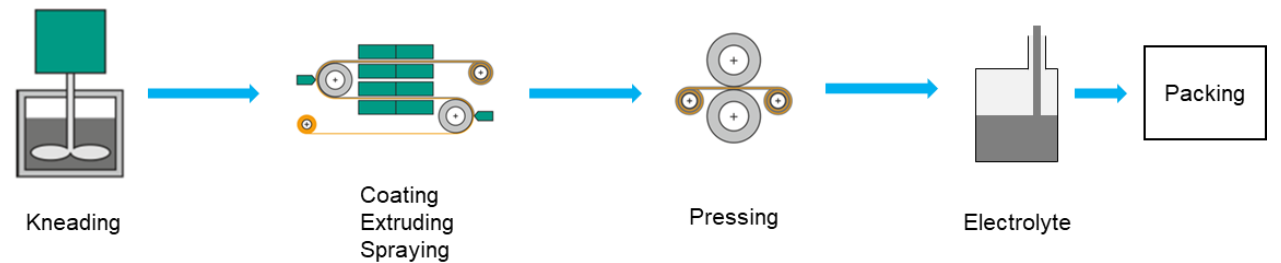 Kneading
Coating
Extruding
Spraying
Pressing
Electrolyte
Packing